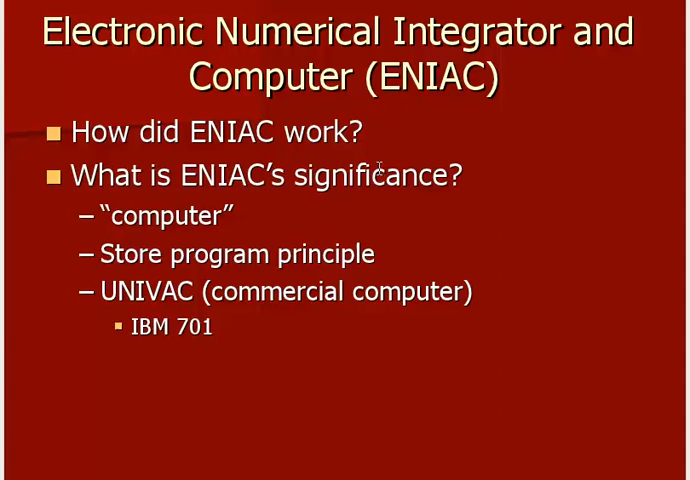 Electronic Numerical Integrator and
Computer (ENIAC)
How did ENIAC work?
What is ENIAC's significance?
– “computer”
– Store program principle
– UNIVAC (commercial computer)
IBM 701